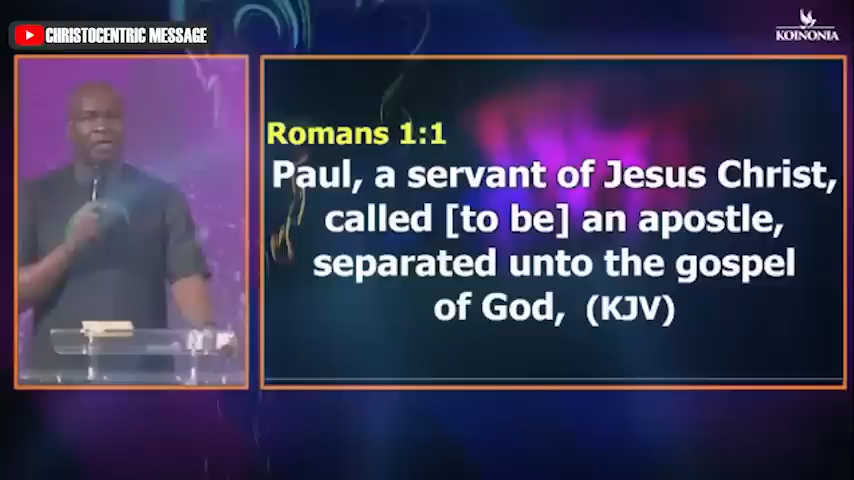 CHRISTOCENTRIC MESSAGE
KOINONIA
Romans 1:1
Paul, a servant of Jesus Christ,
called [to be] an apostle,
separated unto the gospel
of God, (KJV)